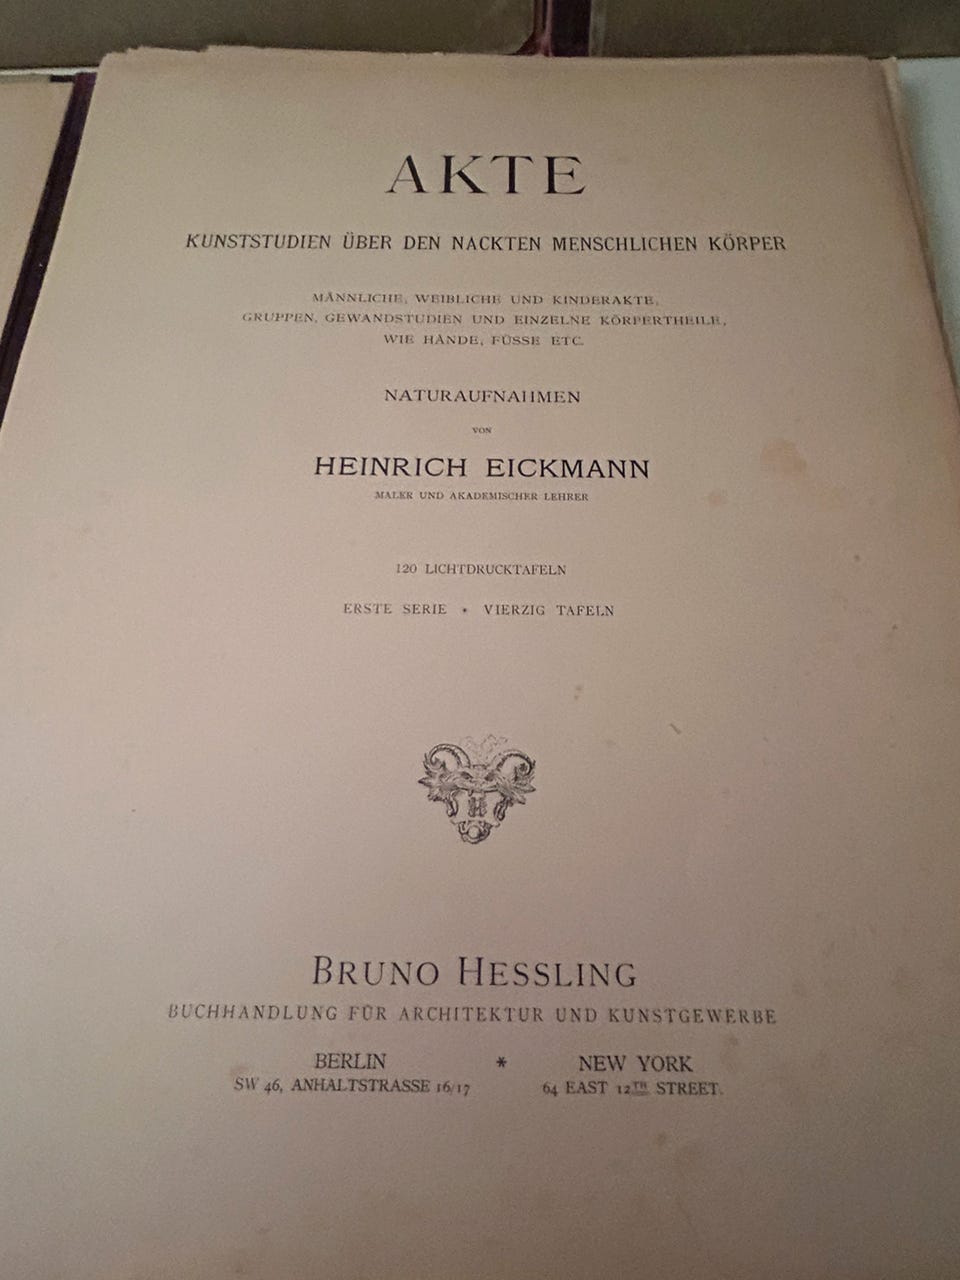 AKTE
KUNSTSTUDIEN ÜBER DEN NACKTEN MENSCHLICHEN KÖRPER
MÄNNLICHE, WEIBLICHE UND KINDERAKTE,
GRUPPEN, GEWANDSTUDIEN UND EINZELNE KÖRPERTHEILE,
WIE HÄNDE, FÜSSE ETC.
NATURAUFNAHMEN
VON
HEINRICH EICKMANN
MALER UND AKADEMISCHER LEHRER
120 LICHTDRUCKTAFELN
ERSTE SERIE * VIERZIG TAFELN
H
BRUNO HESSLING
BUCHHANDLUNG FÜR ARCHITEKTUR UND KUNSTGEWERBE
BERLIN * NEW YORK
SW 46, ANHALTSTRASSE 16/17 64 EAST 12TH STREET.